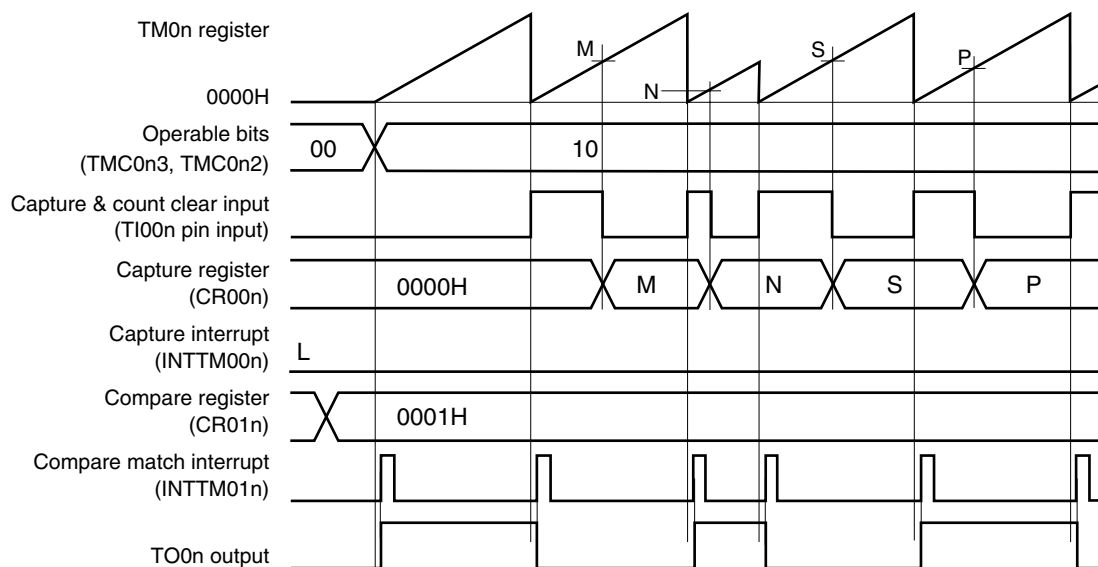 TM0n register
M
S
P
N
0000H
Operable bits
(TMC0n3, TMC0n2)
00
10
Capture & count clear input
(TI00n pin input)
Capture register
(CR00n)
0000H
M
N
S
P
Capture interrupt
(INTTM00n)
L
Compare register
(CR01n)
0001H
Compare match interrupt
(INTTM01n)
TO0n output